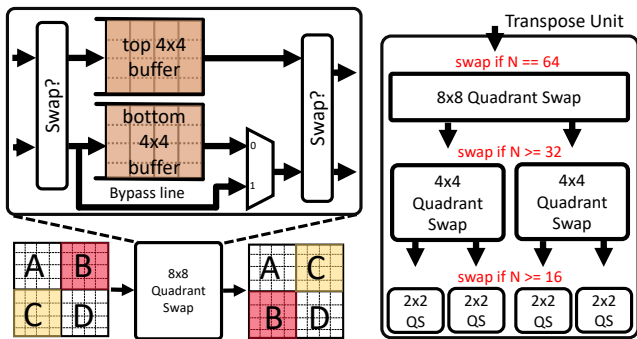 Swap?
top 4x4
buffer
bottom
4x4
buffer
Bypass line
0
1
Swap?
A B
C D
8x8
Quadrant
Swap
A C
B D
Transpose Unit
swap if N == 64
8x8 Quadrant Swap
swap if N >= 32
4x4
Quadrant
Swap
4x4
Quadrant
Swap
swap if N >= 16
2x2
QS
2x2
QS
2x2
QS
2x2
QS